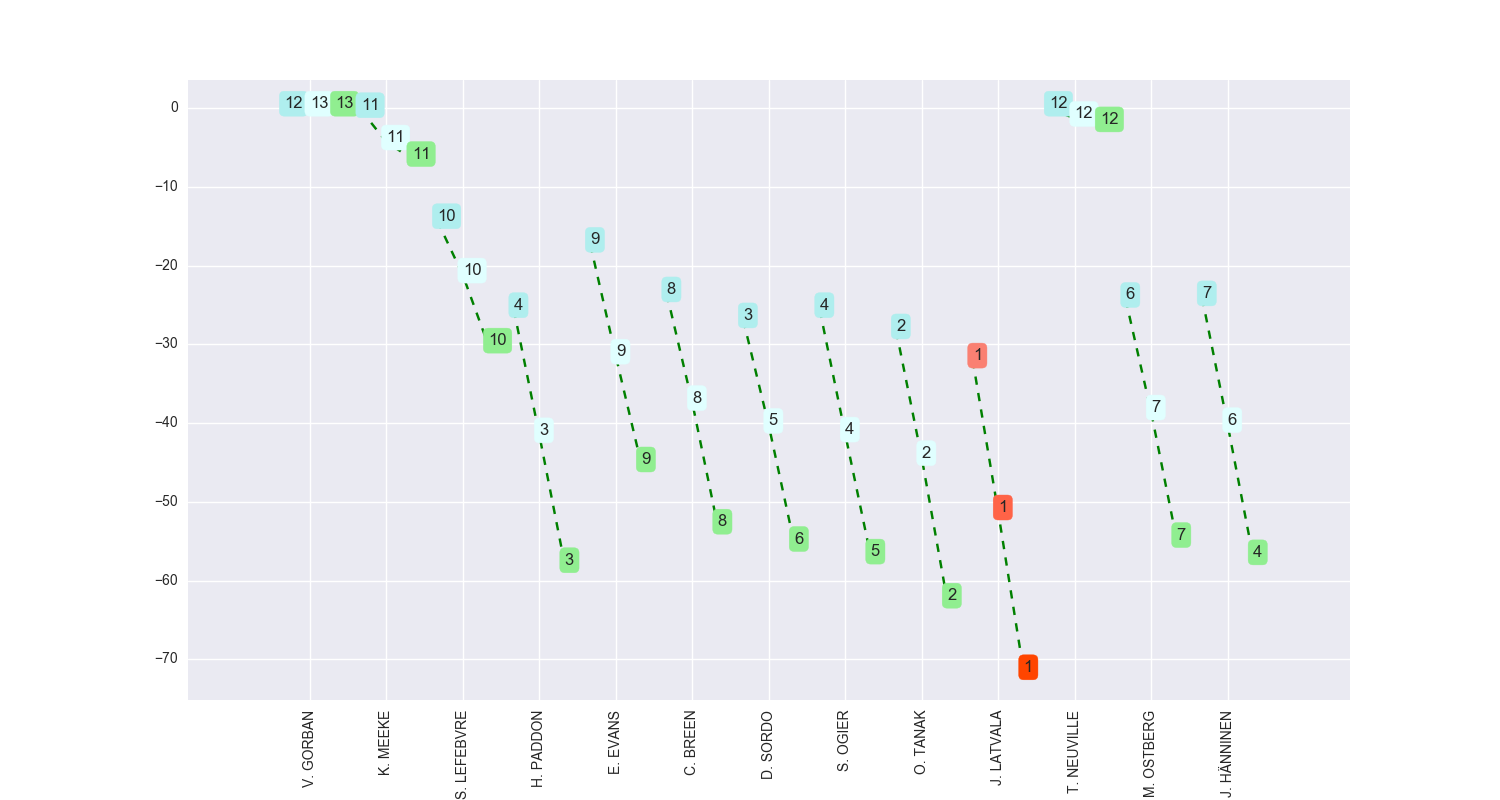 0
−10
−20
−30
−40
−50
−60
−70
12 13 13
11 11 11
10 10 10
4 3 3
9 9 9
8 8 8
3 5 6
4 4 5
2 2 2
1 1 1
12 12 12
6 7 7
7 6 4
V. GORBAN
K. MEEKE
S. LEFEBVRE
H. PADDON
E. EVANS
C. BREEN
D. SORDO
S. OGIER
O. TANAK
J. LATVALA
T. NEUVILLE
M. OSTBERG
J. HÄNNINEN